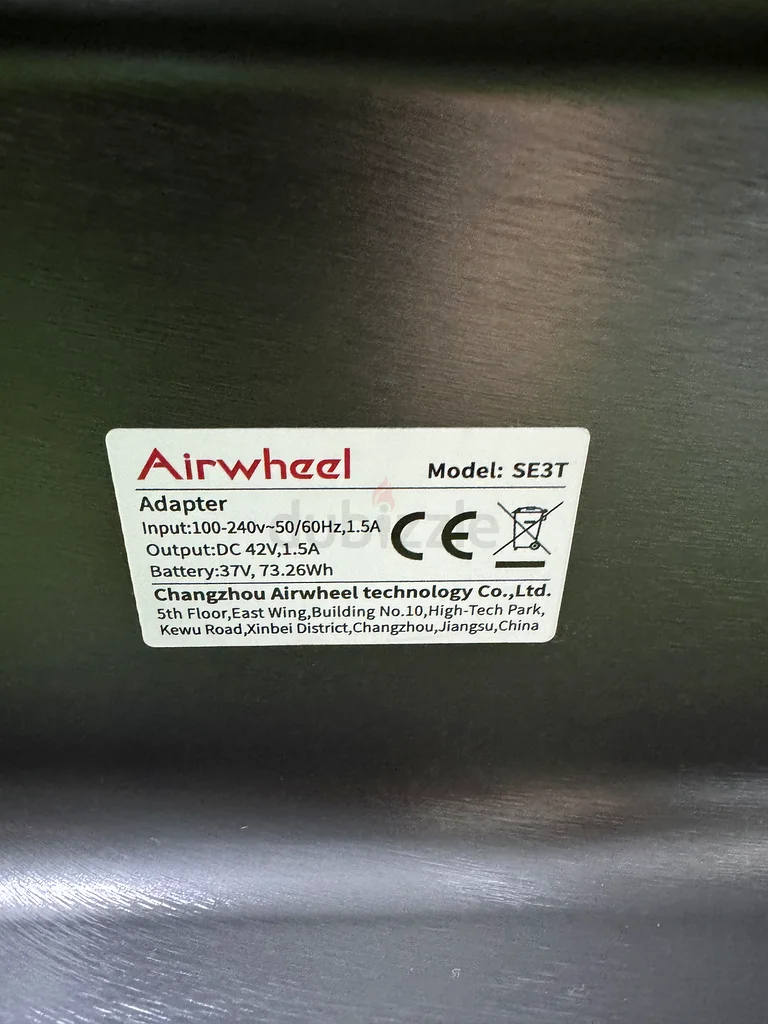 Airwheel Model: SE3T
Adapter
Input:100-240v~50/60Hz,1.5A
Output:DC 42V,1.5A
Battery:37V, 73.26Wh
CE
dubizzle
Changzhou Airwheel technology Co.,Ltd.
5th Floor,East Wing,Building No.10,High-Tech Park,
Kewu Road,Xinbei District,Changzhou,Jiangsu,China